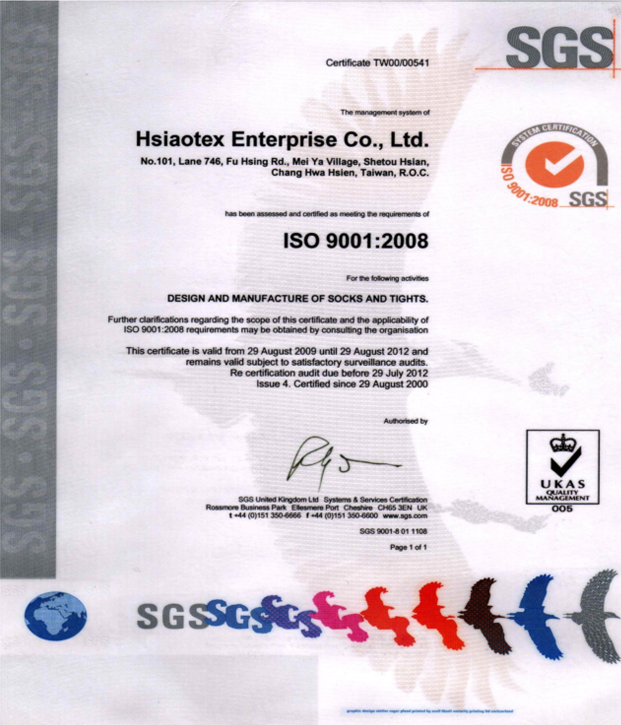 SGS
Certificate TW00/00541
The management system of
Hsiaotex Enterprise Co., Ltd.
No.101, Lane 746, Fu Hsing Rd., Mei Ya Village, Shetou Hsian,
Chang Hwa Hsien, Taiwan, R.O.C.
SYSTEM CERTIFICATION
ISO 9001:2008 SGS
has been assessed and certified as meeting the requirements of
ISO 9001:2008
For the following activities
DESIGN AND MANUFACTURE OF SOCKS AND TIGHTS.
Further clarifications regarding the scope of this certificate and the applicability of
ISO 9001:2008 requirements may be obtained by consulting the organisation
This certificate is valid from 29 August 2009 until 29 August 2012 and
remains valid subject to satisfactory surveillance audits.
Re certification audit due before 29 July 2012
Issue 4. Certified since 29 August 2000
Authorised by
SGS United Kingdom Ltd Systems & Services Certification
Rossmore Business Park Ellesmere Port Cheshire CH65 3EN UK
t +44 (0)151 350-6666 f +44 (0)151 350-6600 www.sgs.com
SGS 9001-8 01 1108
Page 1 of 1
UKAS
QUALITY
MANAGEMENT
005
SGS·SGS·SGS·SGS
SGSSGSSGSSGS